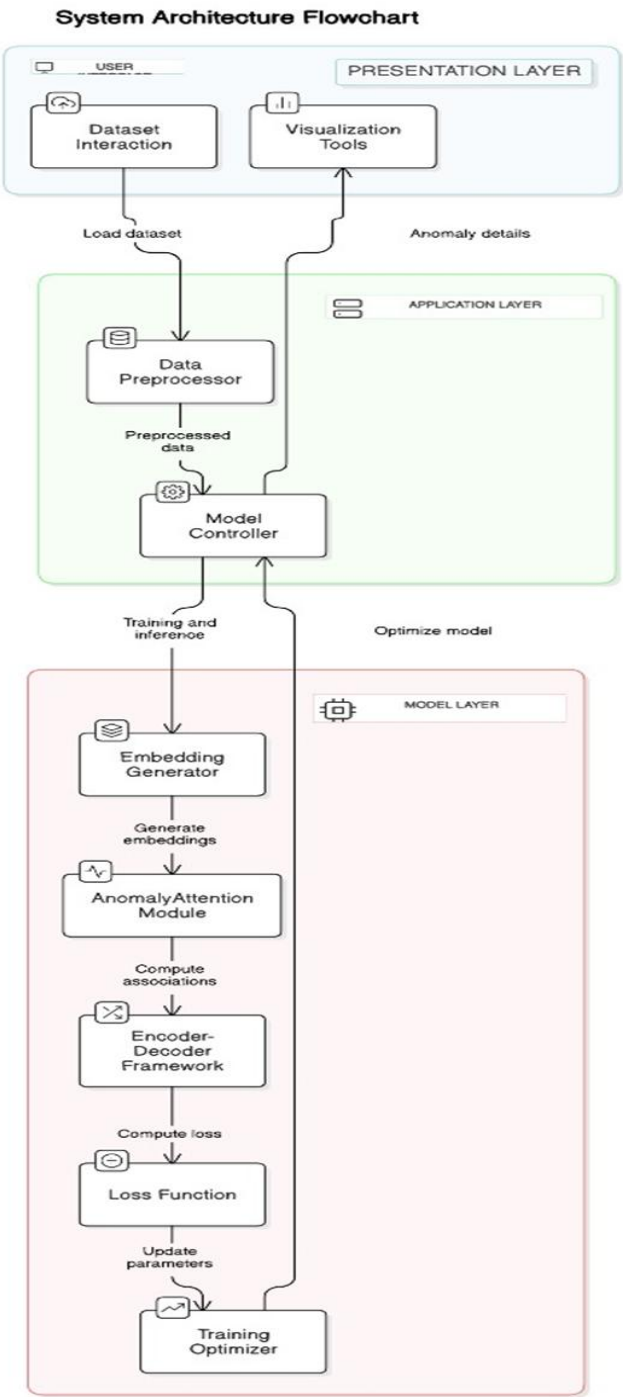 System Architecture Flowchart
USER
PRESENTATION LAYER
Dataset
Interaction
Visualization
Tools
Load dataset
Anomaly details
APPLICATION LAYER
Data
Preprocessor
Preprocessed
data
Model
Controller
Training and
inference
Optimize model
MODEL LAYER
Embedding
Generator
Generate
embeddings
AnomalyAttention
Module
Compute
associations
Encoder-
Decoder
Framework
Compute loss
Loss Function
Update
parameters
Training
Optimizer